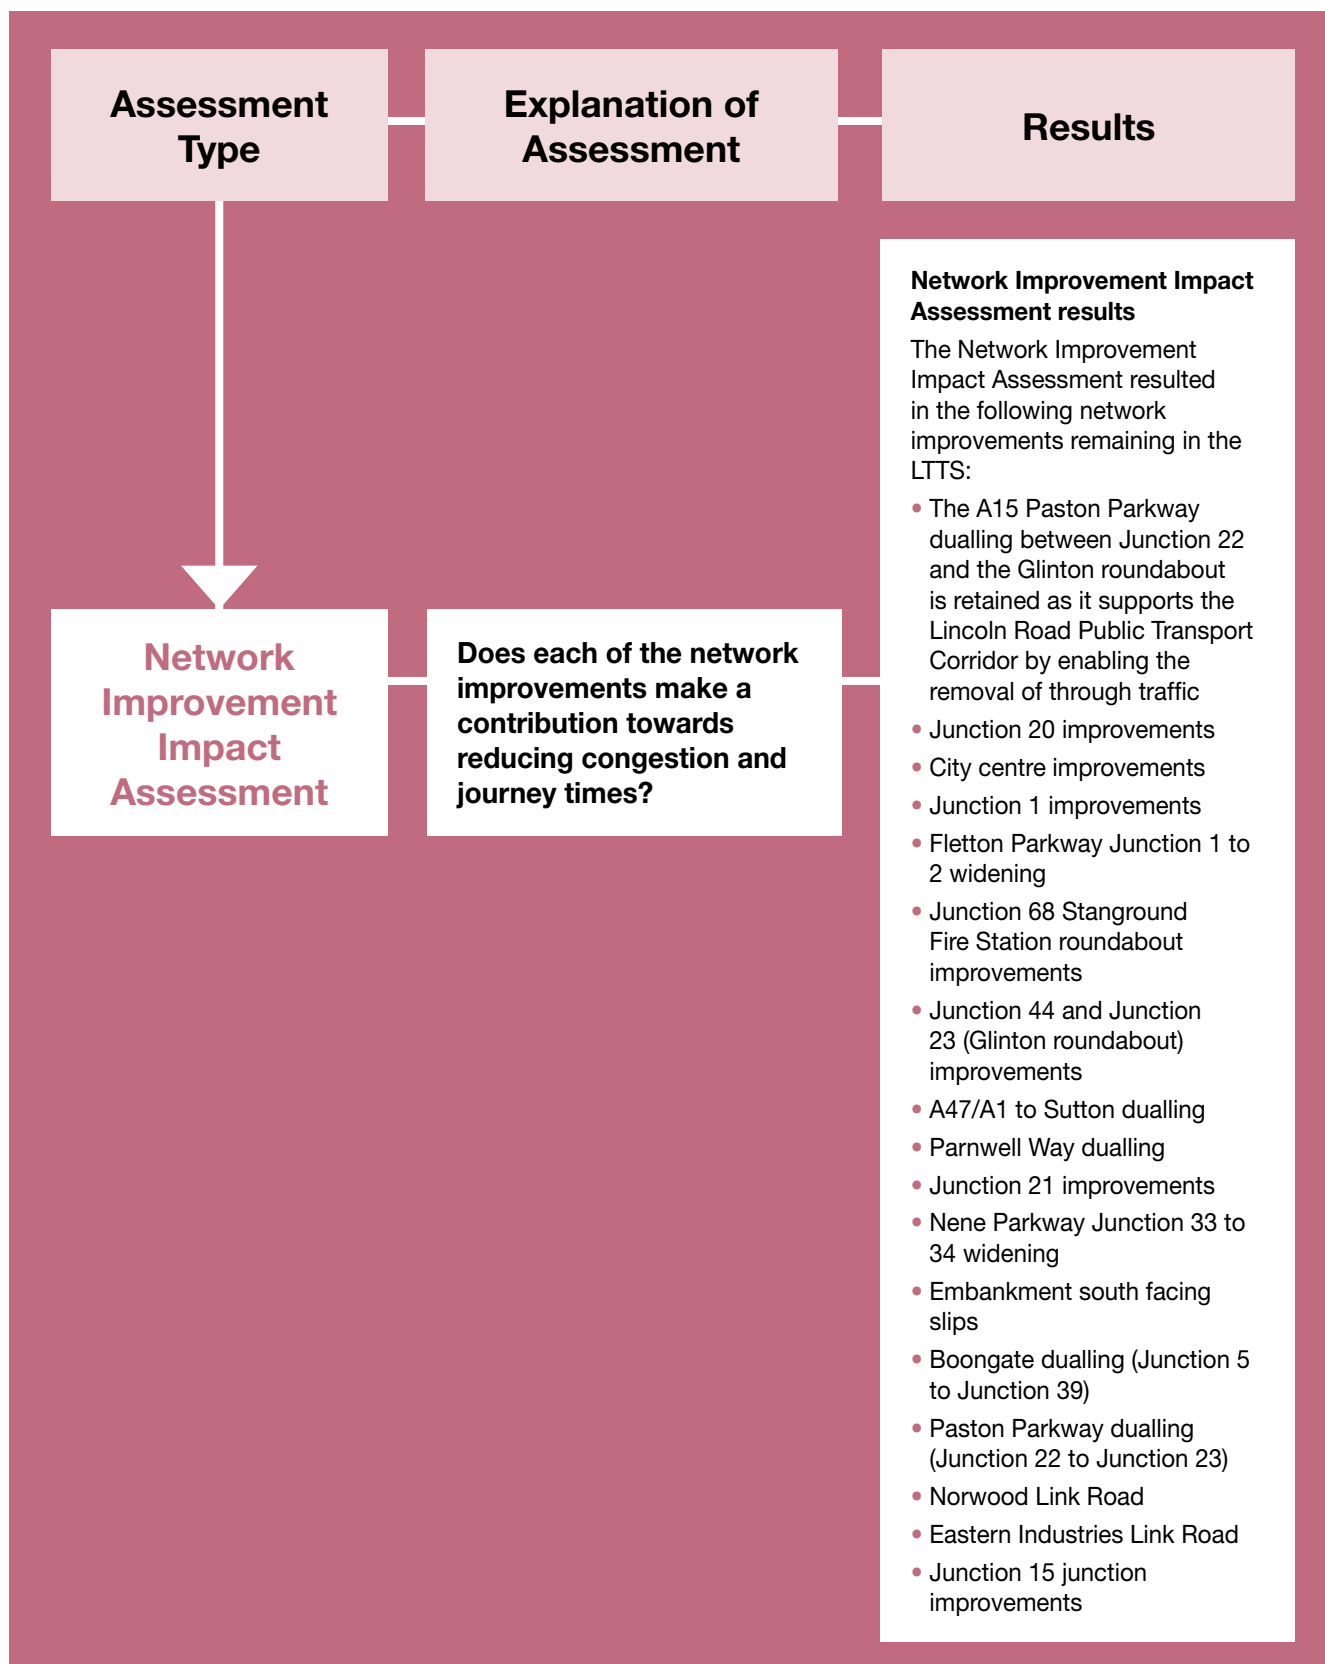 Assessment
Type
Explanation of
Assessment
Results
Network
Improvement
Impact
Assessment
Does each of the network
improvements make a
contribution towards
reducing congestion and
journey times?
Network Improvement Impact
Assessment results
The Network Improvement
Impact Assessment resulted
in the following network
improvements remaining in the
LTTS:
• The A15 Paston Parkway
dualling between Junction 22
and the Glinton roundabout
is retained as it supports the
Lincoln Road Public Transport
Corridor by enabling the
removal of through traffic
• Junction 20 improvements
• City centre improvements
• Junction 1 improvements
• Fletton Parkway Junction 1 to
2 widening
• Junction 68 Stanground
Fire Station roundabout
improvements
• Junction 44 and Junction
23 (Glinton roundabout)
improvements
• A47/A1 to Sutton dualling
• Parnwell Way dualling
• Junction 21 improvements
• Nene Parkway Junction 33 to
34 widening
• Embankment south facing
slips
• Boongate dualling (Junction 5
to Junction 39)
• Paston Parkway dualling
(Junction 22 to Junction 23)
• Norwood Link Road
• Eastern Industries Link Road
• Junction 15 junction
improvements